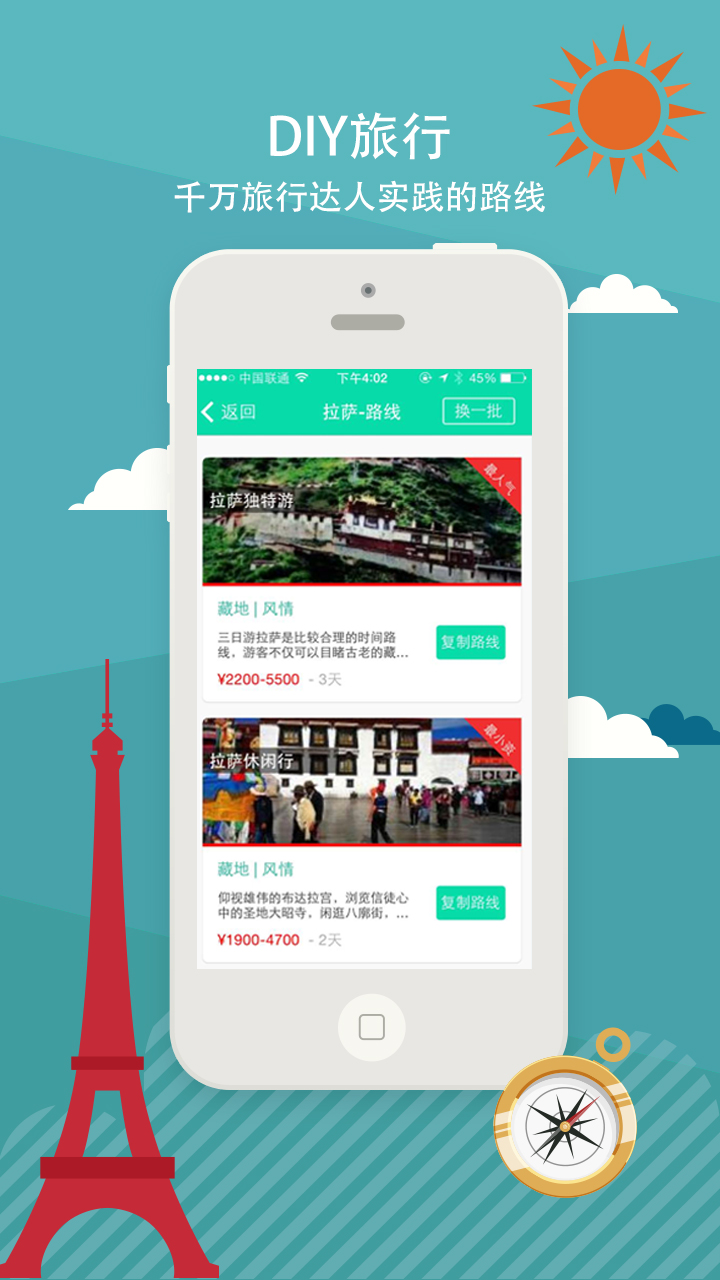 DIY旅行
千万旅行达人实践的路线
中国联通 下午4:02 45%
返回 拉萨-路线 换一批
最人气
拉萨独特游
藏地 | 风情
三日游拉萨是比较合理的时间路
线，游客不仅可以目睹古老的藏...
复制路线
¥2200-5500 - 3天
最小资
拉萨休闲行
藏地 | 风情
仰视雄伟的布达拉宫，浏览信徒心
中的圣地大昭寺，闲逛八廓街，...
复制路线
¥1900-4700 - 2天